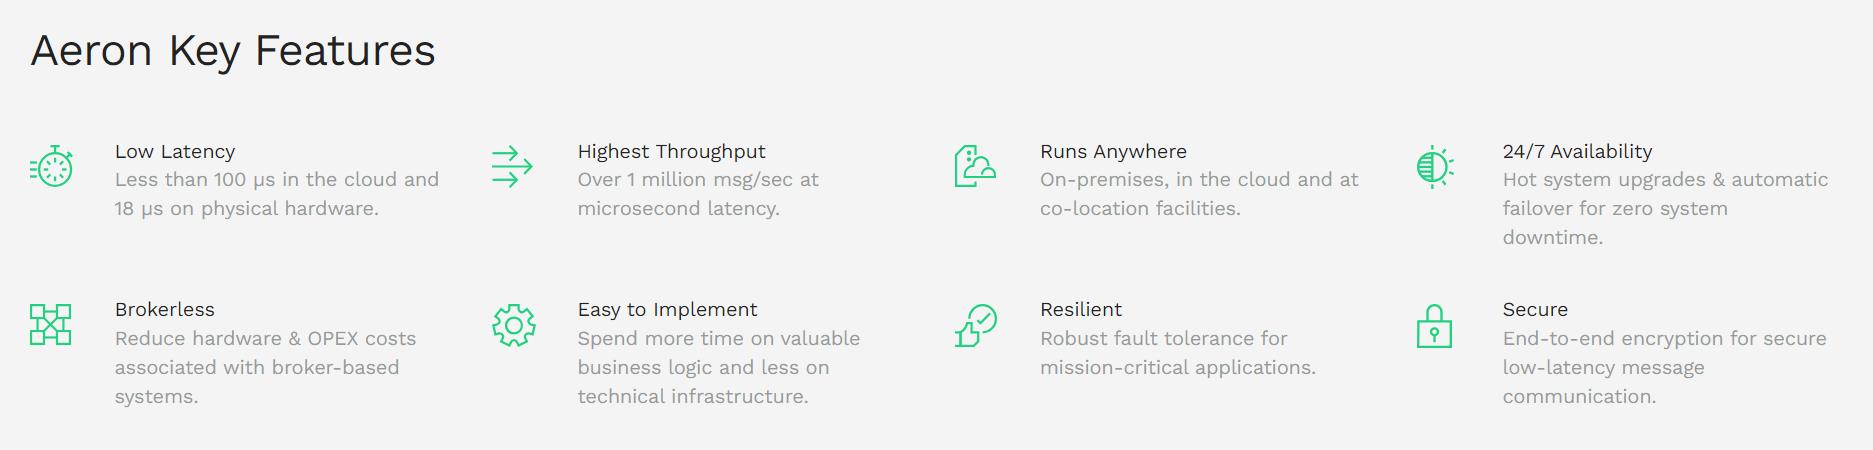 Aeron Key Features
Low Latency
Less than 100 µs in the cloud and
18 µs on physical hardware.
Highest Throughput
Over 1 million msg/sec at
microsecond latency.
Runs Anywhere
On-premises, in the cloud and at
co-location facilities.
24/7 Availability
Hot system upgrades & automatic
failover for zero system
downtime.
Brokerless
Reduce hardware & OPEX costs
associated with broker-based
systems.
Easy to Implement
Spend more time on valuable
business logic and less on
technical infrastructure.
Resilient
Robust fault tolerance for
mission-critical applications.
Secure
End-to-end encryption for secure
low-latency message
communication.